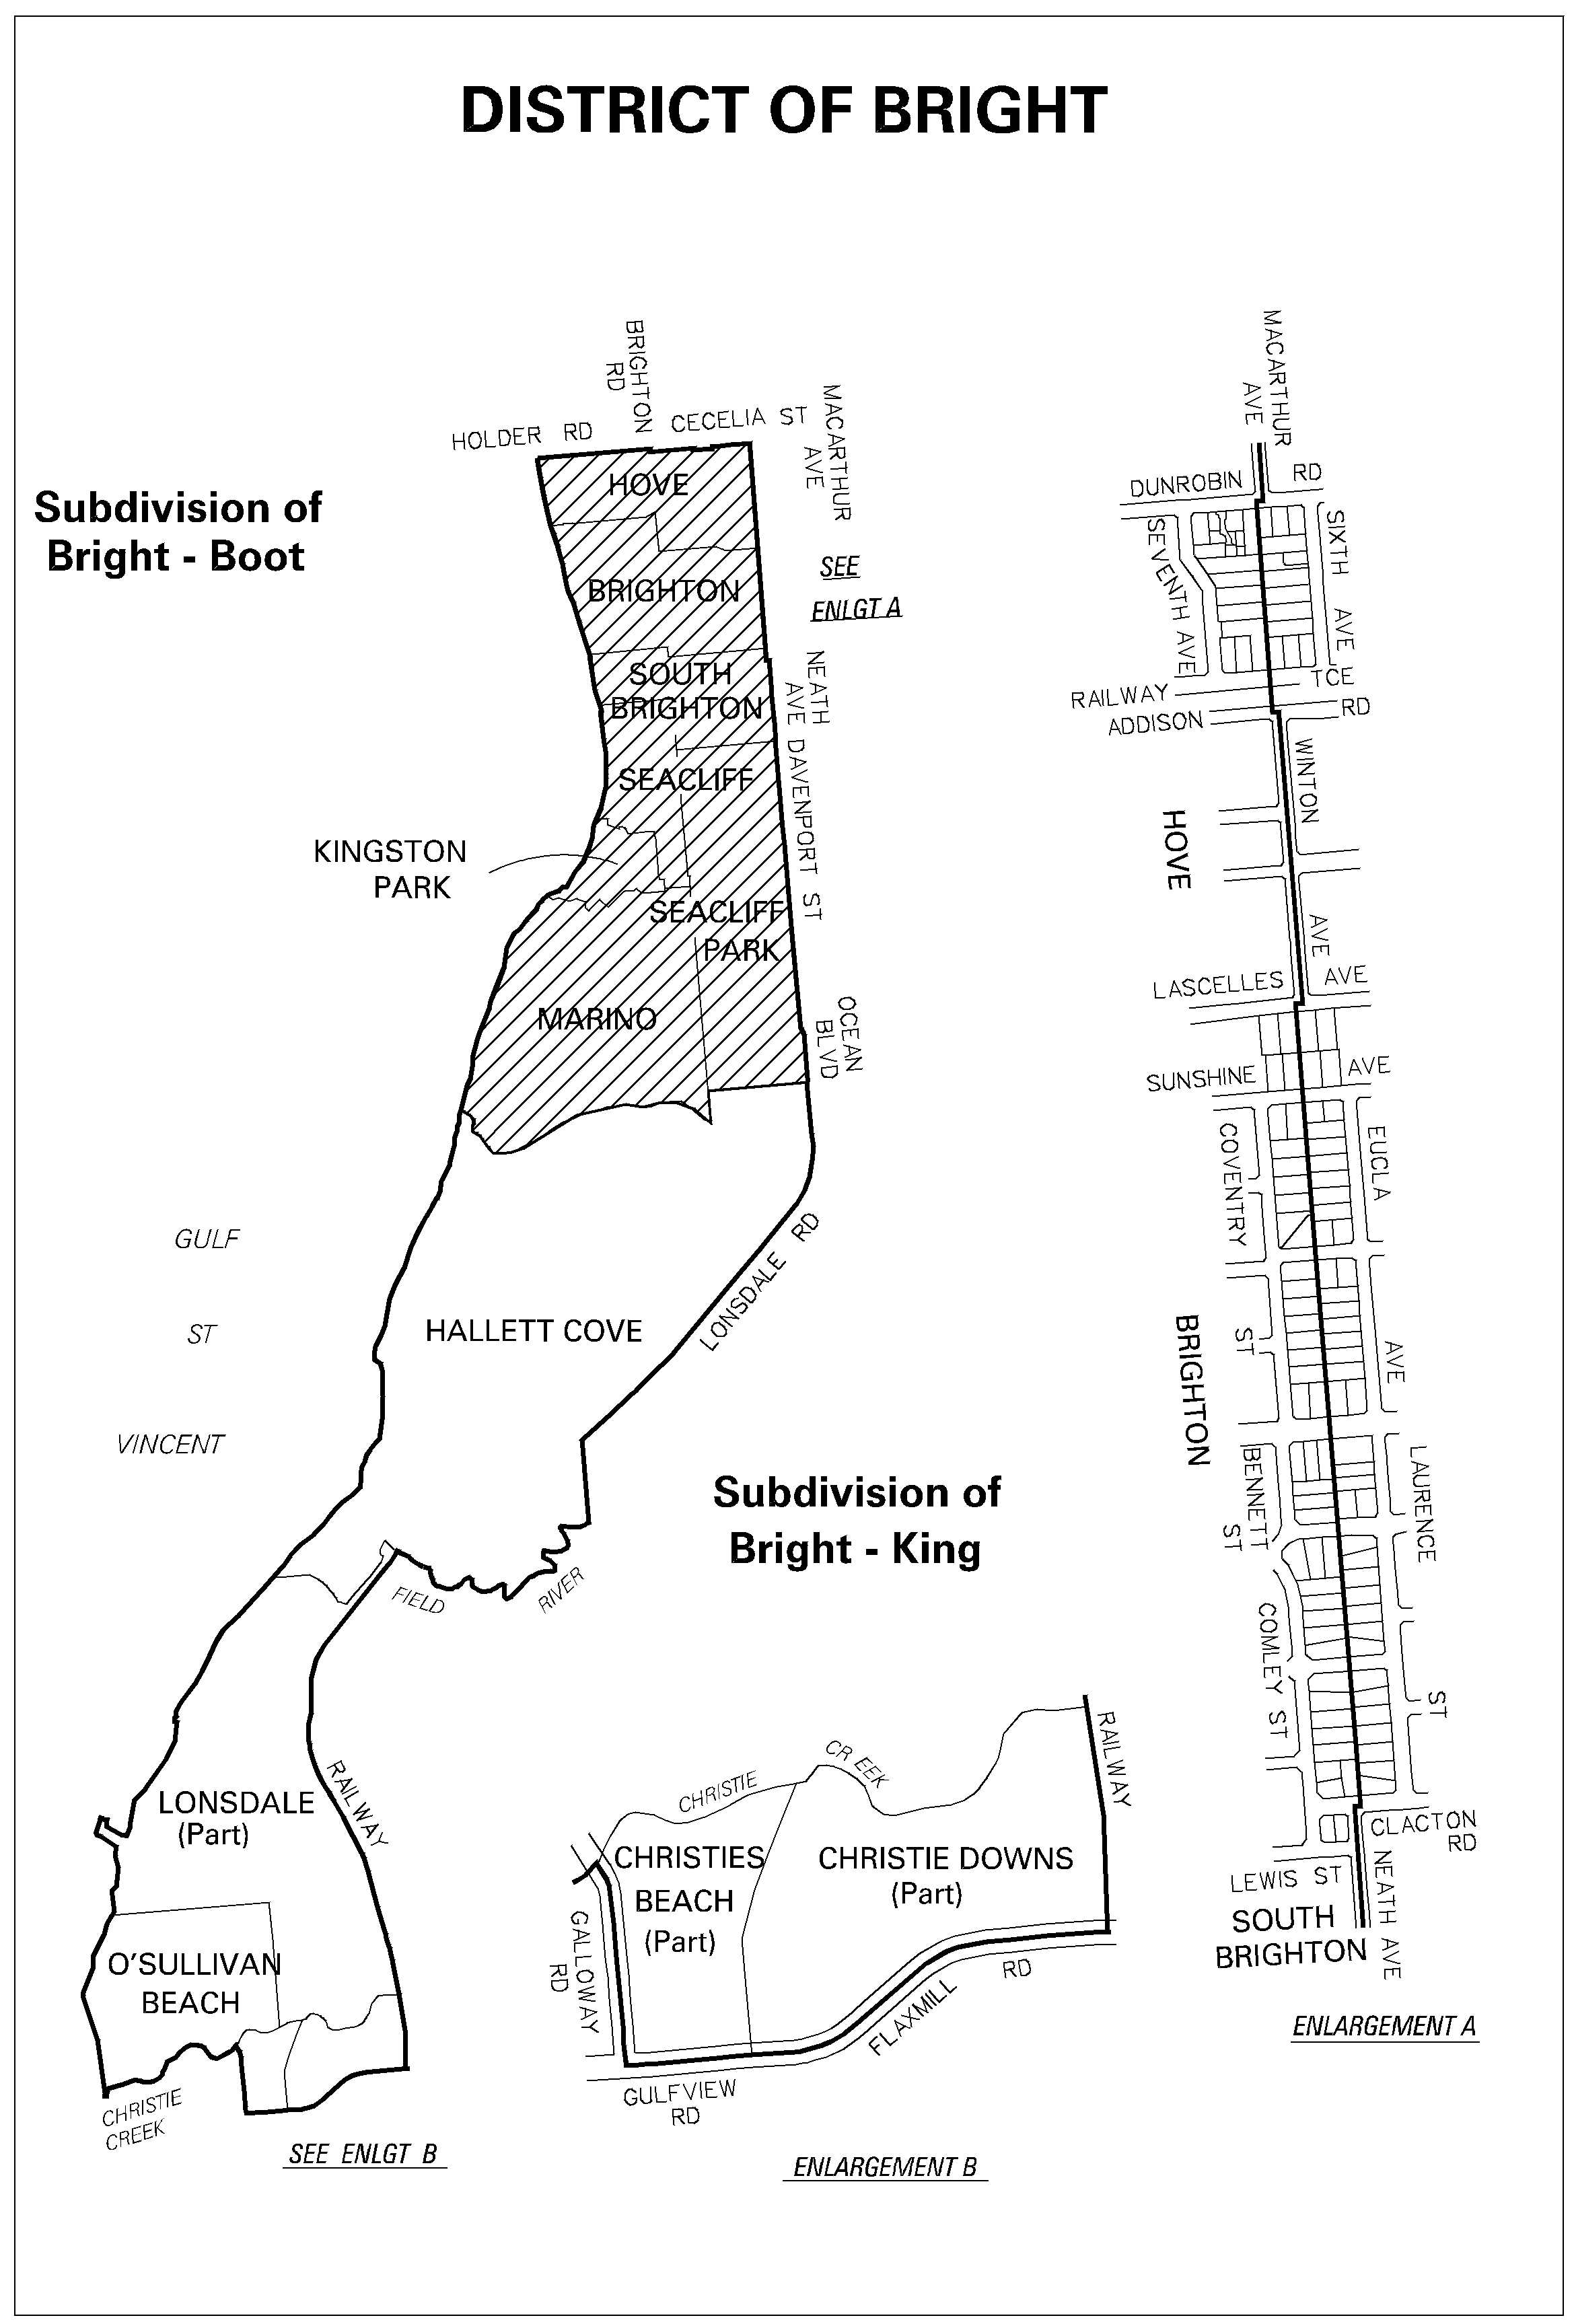 DISTRICT OF BRIGHT
BRIGHTON
RD
HOLDER RD
CECELIA ST
MACARTHUR
AVE
Subdivision of
Bright - Boot
HOVE
BRIGHTON
SEE
ENLGT A
SOUTH
BRIGHTON
NEATH
AVE
SEACLIFF
DAVENPORT ST
KINGSTON
PARK
SEACLIFF
PARK
MARINO
OCEAN
BLVD
GULF
ST
VINCENT
HALLETT COVE
LONSDALE RD
Subdivision of
Bright - King
FIELD
RIVER
RAILWAY
LONSDALE
(Part)
O'SULLIVAN
BEACH
CHRISTIE
CREEK
SEE ENLGT B
CHRISTIE
CREEK
RAILWAY
CHRISTIES
BEACH
(Part)
CHRISTIE DOWNS
(Part)
GALLOWAY
RD
FLAXMILL
RD
GULFVIEW
RD
ENLARGEMENT B
MACARTHUR
AVE
DUNROBIN RD
SEVENTH AVE
SIXTH AVE
RAILWAY TCE
ADDISON RD
WINTON AVE
HOVE
LASCELLES AVE
SUNSHINE AVE
COVENTRY ST
EUCLA AVE
BRIGHTON
BENNETT
ST
LAURENCE ST
COMLEY ST
CLACTON
RD
LEWIS ST
NEATH AVE
SOUTH
BRIGHTON
ENLARGEMENT A